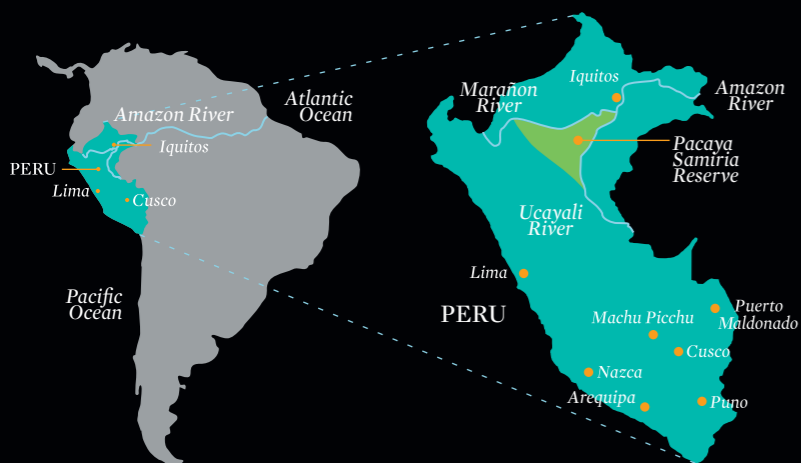 Atlantic
Ocean
Amazon River
Iquitos
PERU
Lima
Cusco
Pacific
Ocean
Iquitos
Marañon
River
Amazon
River
Pacaya
Samiria
Reserve
Ucayali
River
Lima
PERU
Machu Picchu
Puerto
Maldonado
Cusco
Nazca
Arequipa
Puno